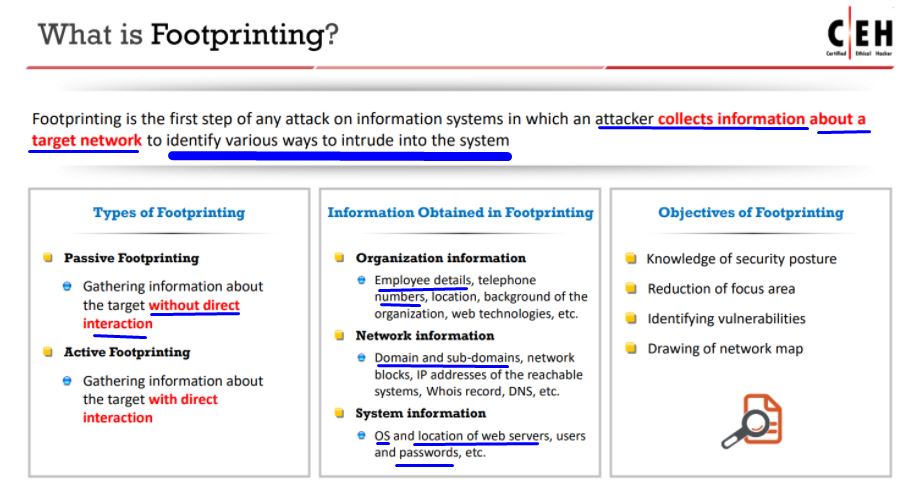 What is Footprinting?
C|EH
Certified Ethical Hacker
Footprinting is the first step of any attack on information systems in which an attacker collects information about a
target network to identify various ways to intrude into the system
Types of Footprinting
Passive Footprinting
Gathering information about
the target without direct
interaction
Active Footprinting
Gathering information about
the target with direct
interaction
Information Obtained in Footprinting
Organization information
Employee details, telephone
numbers, location, background of the
organization, web technologies, etc.
Network information
Domain and sub-domains, network
blocks, IP addresses of the reachable
systems, Whois record, DNS, etc.
System information
OS and location of web servers, users
and passwords, etc.
Objectives of Footprinting
Knowledge of security posture
Reduction of focus area
Identifying vulnerabilities
Drawing of network map